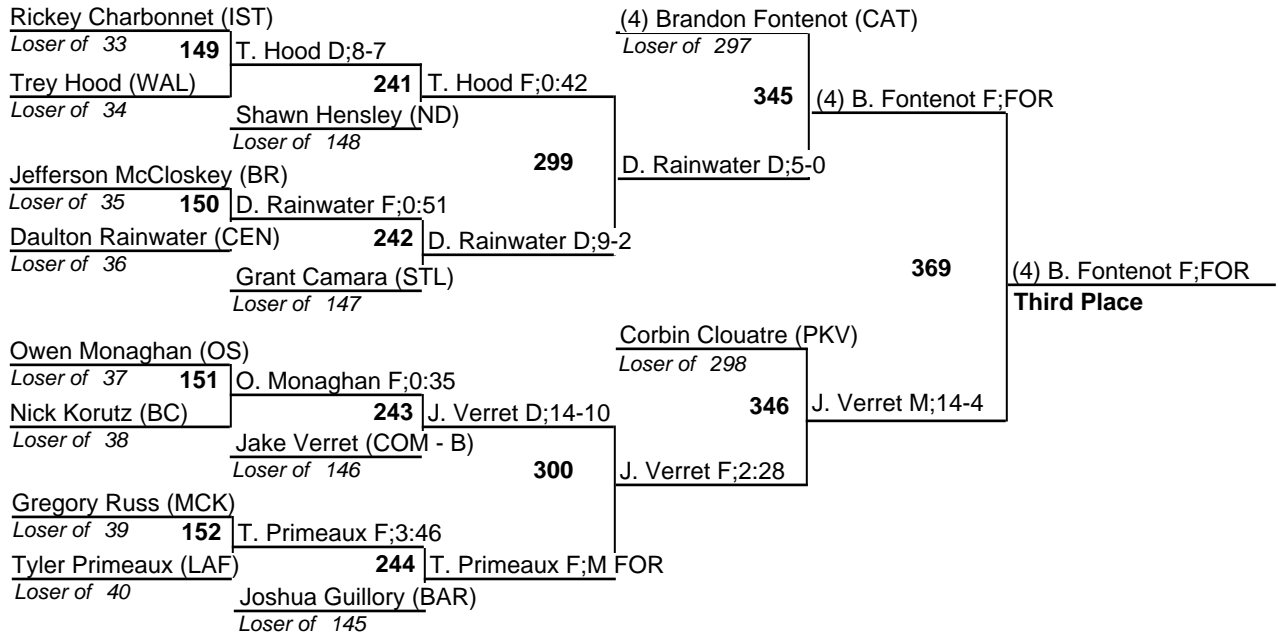 Rickey Charbonnet (IST)
Loser of 33
149
T. Hood D;8-7
Trey Hood (WAL)
Loser of 34
241
T. Hood F;0:42
Shawn Hensley (ND)
Loser of 148
299
Jefferson McCloskey (BR)
Loser of 35
150
D. Rainwater F;0:51
Daulton Rainwater (CEN)
Loser of 36
242
D. Rainwater D;9-2
Grant Camara (STL)
Loser of 147
(4) Brandon Fontenot (CAT)
Loser of 297
345
(4) B. Fontenot F;FOR
D. Rainwater D;5-0
369
(4) B. Fontenot F;FOR
Third Place
Owen Monaghan (OS)
Loser of 37
151
O. Monaghan F;0:35
Nick Korutz (BC)
Loser of 38
243
J. Verret D;14-10
Jake Verret (COM - B)
Loser of 146
300
Gregory Russ (MCK)
Loser of 39
152
T. Primeaux F;3:46
Tyler Primeaux (LAF)
Loser of 40
244
T. Primeaux F;M FOR
Joshua Guillory (BAR)
Loser of 145
Corbin Clouatre (PKV)
Loser of 298
346
J. Verret M;14-4
J. Verret F;2:28